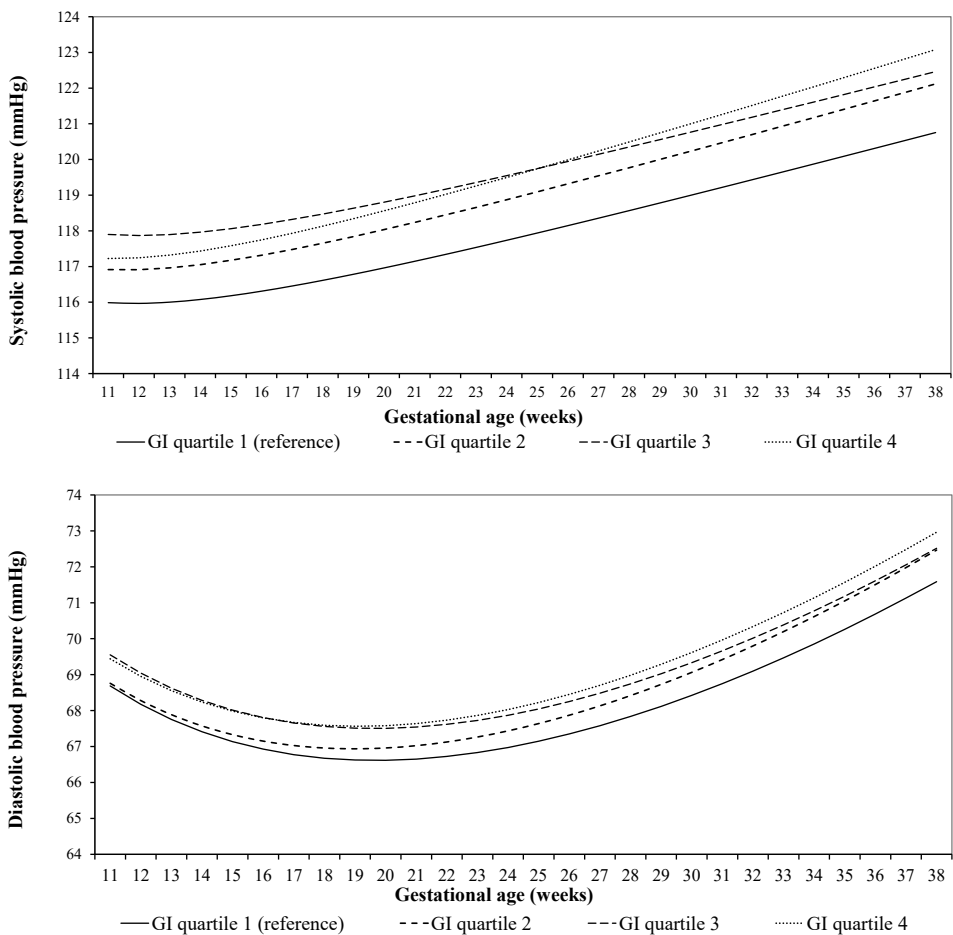 Systolic blood pressure (mmHg)
124
123
122
121
120
119
118
117
116
115
114
11 12 13 14 15 16 17 18 19 20 21 22 23 24 25 26 27 28 29 30 31 32 33 34 35 36 37 38
Gestational age (weeks)
GI quartile 1 (reference) GI quartile 2 GI quartile 3 GI quartile 4
Diastolic blood pressure (mmHg)
74
73
72
71
70
69
68
67
66
65
64
11 12 13 14 15 16 17 18 19 20 21 22 23 24 25 26 27 28 29 30 31 32 33 34 35 36 37 38
Gestational age (weeks)
GI quartile 1 (reference) GI quartile 2 GI quartile 3 GI quartile 4